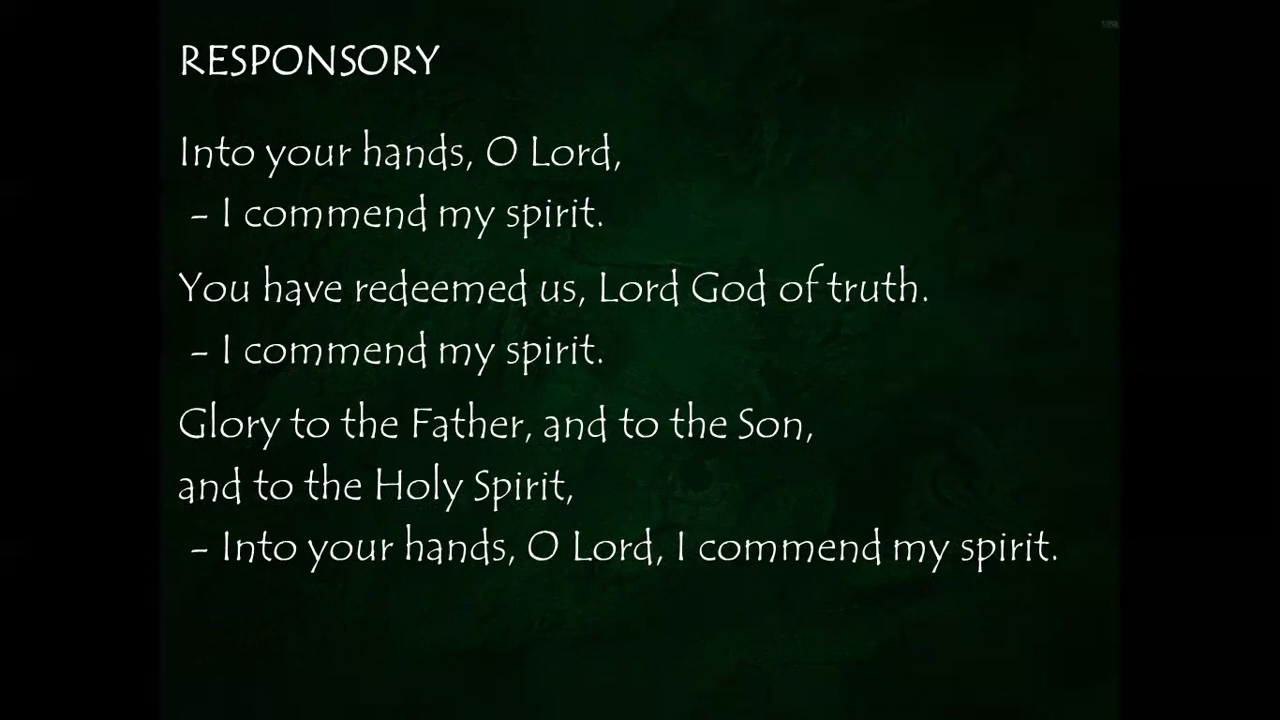 RESPONSORY
Into your hands, O Lord,
– I commend my spirit.
You have redeemed us, Lord God of truth.
– I commend my spirit.
Glory to the Father, and to the Son,
and to the Holy Spirit,
– Into your hands, O Lord, I commend my spirit.